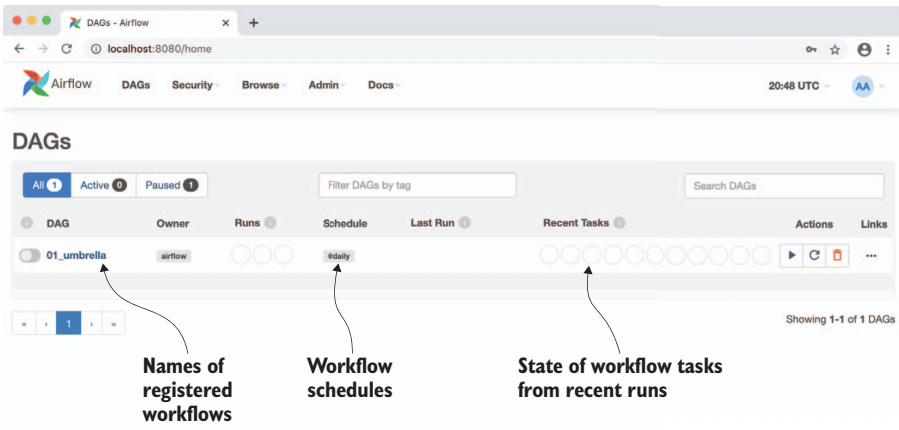 DAGs - Airflow
localhost:8080/home
Airflow DAGs Security Browse Admin Docs 20:48 UTC AA
DAGs
All 1 Active 0 Paused 1 Filter DAGs by tag Search DAGs
DAG Owner Runs Schedule Last Run Recent Tasks Actions Links
01_umbrella airflow @daily
« ‹ 1 › » Showing 1-1 of 1 DAGs
Names of
registered
workflows
Workflow
schedules
State of workflow tasks
from recent runs